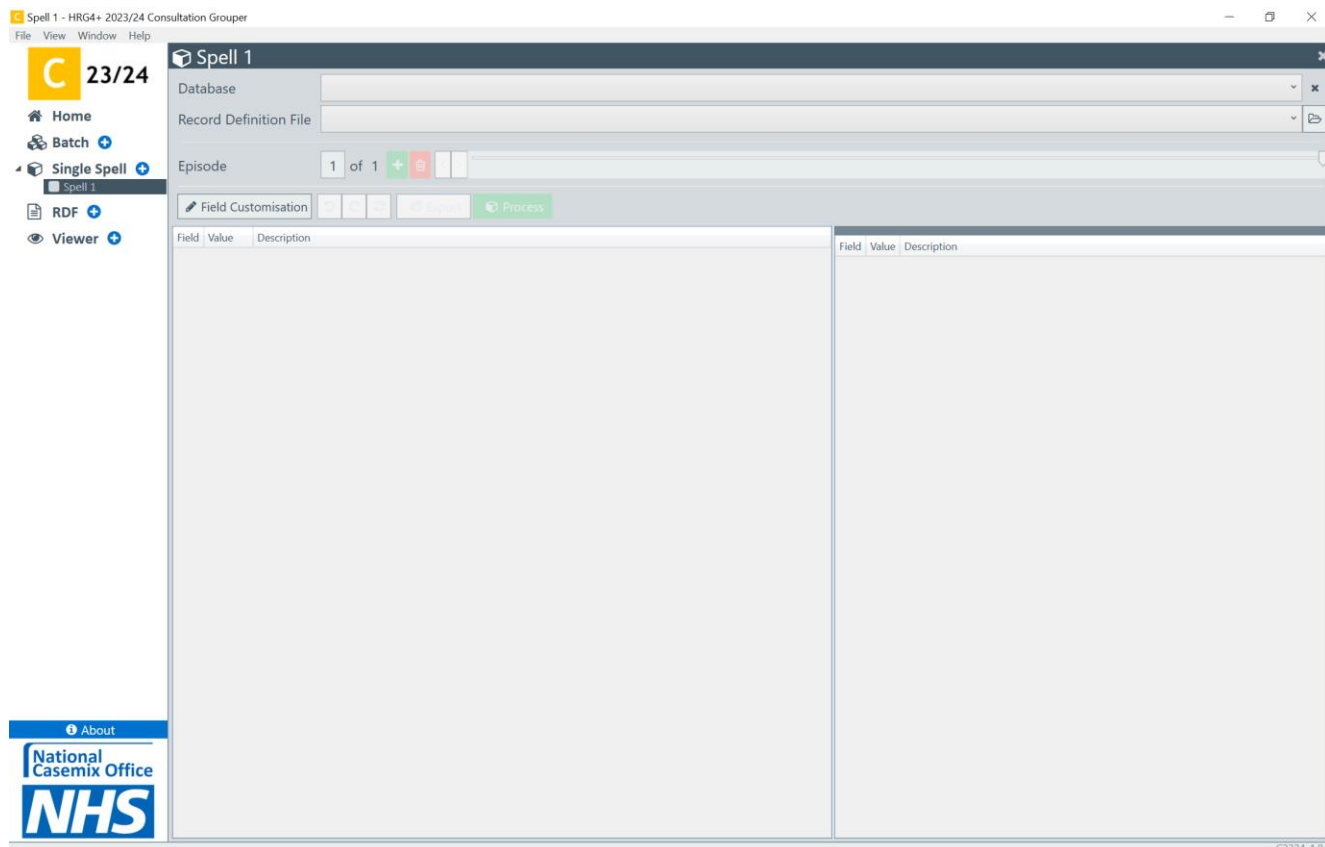 C Spell 1 - HRG4+ 2023/24 Consultation Grouper
File View Window Help
C 23/24
Home
Batch
Single Spell
Spell 1
RDF
Viewer
About
National
Casemix Office
NHS
Spell 1
Database
Record Definition File
Episode 1 of 1
Field Customisation Export Process
Field Value Description
Field Value Description